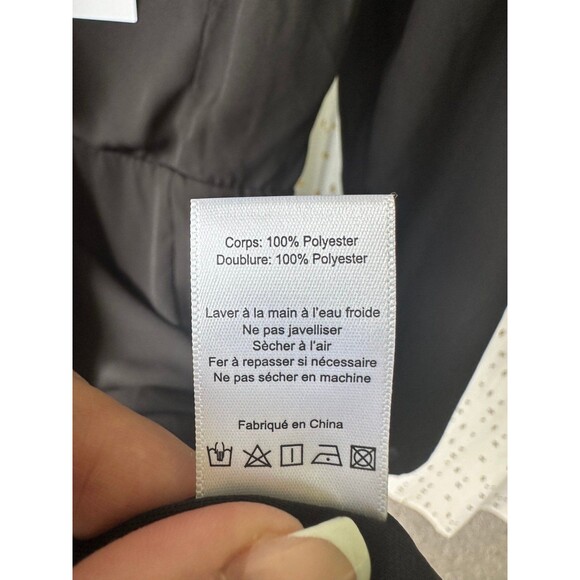 Corps: 100% Polyester
Doublure: 100% Polyester
Laver à la main à l'eau froide
Ne pas javelliser
Sècher à l'air
Fer à repasser si nécessaire
Ne pas sécher en machine
Fabriqué en China